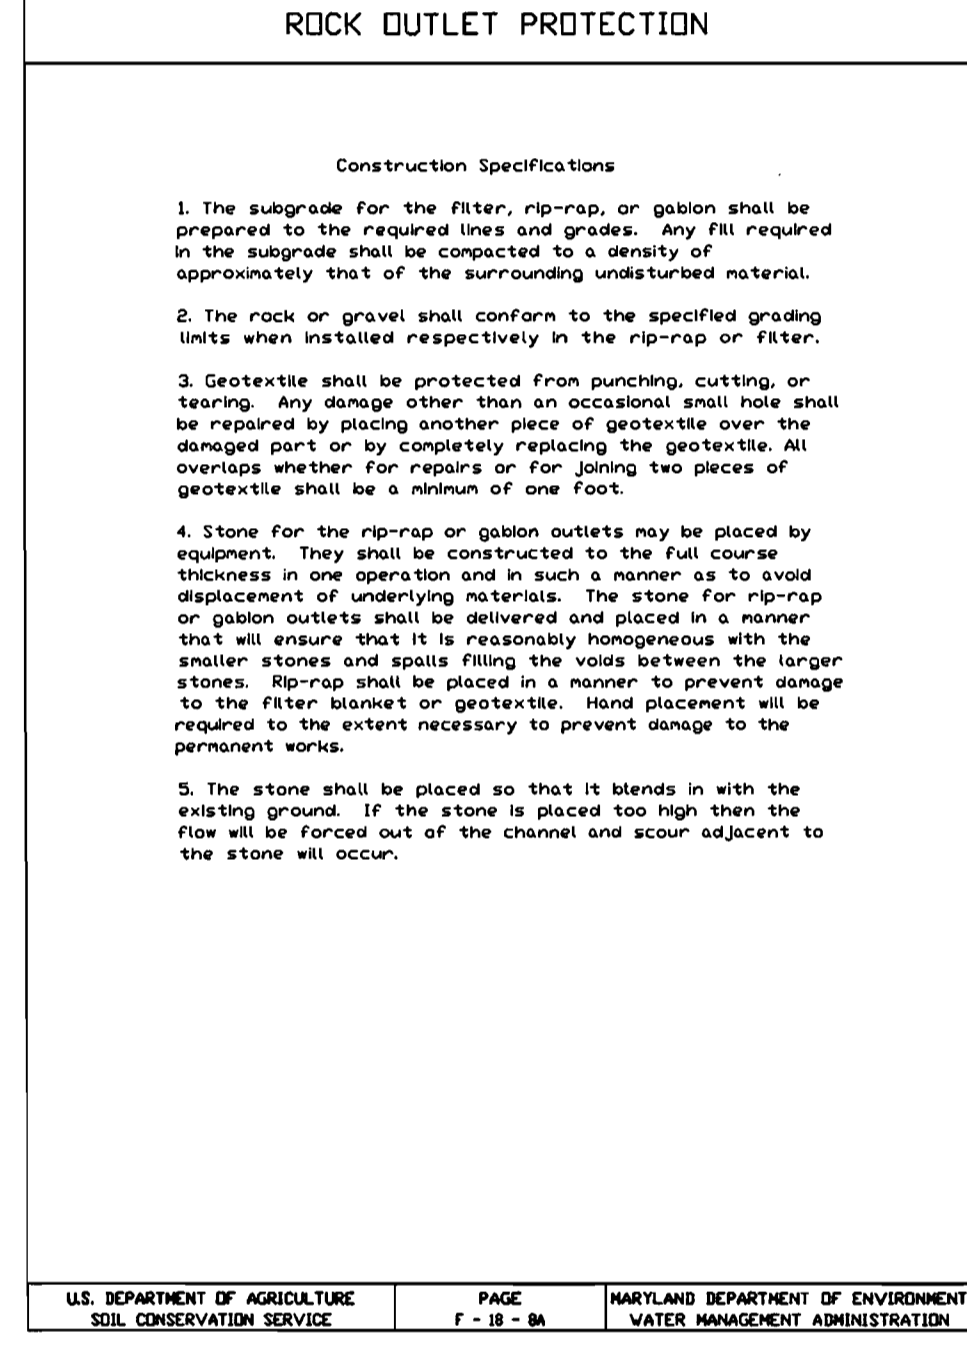 ROCK OUTLET PROTECTION
Construction Specifications
1. The subgrade for the filter, rip-rap, or gabion shall be
prepared to the required lines and grades. Any fill required
in the subgrade shall be compacted to a density of
approximately that of the surrounding undisturbed material.
2. The rock or gravel shall conform to the specified grading
limits when installed respectively in the rip-rap or filter.
3. Geotextile shall be protected from punching, cutting, or
tearing. Any damage other than an occasional small hole shall
be repaired by placing another piece of geotextile over the
damaged part or by completely replacing the geotextile. All
overlaps whether for repairs or for joining two pieces of
geotextile shall be a minimum of one foot.
4. Stone for the rip-rap or gabion outlets may be placed by
equipment. They shall be constructed to the full course
thickness in one operation and in such a manner as to avoid
displacement of underlying materials. The stone for rip-rap
or gabion outlets shall be delivered and placed in a manner
that will ensure that it is reasonably homogeneous with the
smaller stones and spalls filling the voids between the larger
stones. Rip-rap shall be placed in a manner to prevent damage
to the filter blanket or geotextile. Hand placement will be
required to the extent necessary to prevent damage to the
permanent works.
5. The stone shall be placed so that it blends in with the
existing ground. If the stone is placed too high then the
flow will be forced out of the channel and scour adjacent to
the stone will occur.
U.S. DEPARTMENT OF AGRICULTURE
SOIL CONSERVATION SERVICE
PAGE
F - 18 - 8A
MARYLAND DEPARTMENT OF ENVIRONMENT
WATER MANAGEMENT ADMINISTRATION